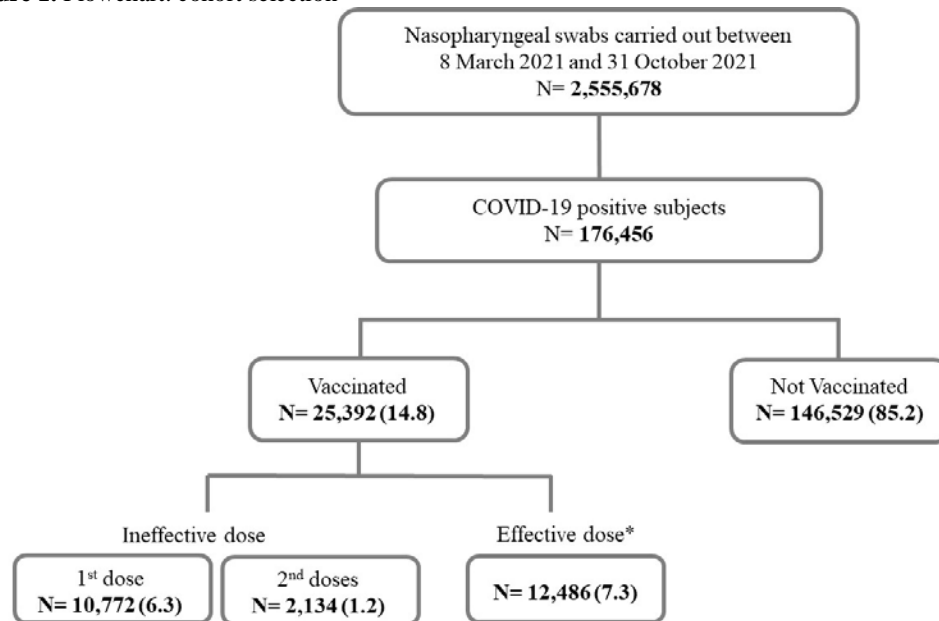 Nasopharyngeal swabs carried out between
8 March 2021 and 31 October 2021
N= 2,555,678
COVID-19 positive subjects
N= 176,456
Vaccinated
N= 25,392 (14.8)
Not Vaccinated
N= 146,529 (85.2)
Ineffective dose
Effective dose*
1st dose
N= 10,772 (6.3)
2nd doses
N= 2,134 (1.2)
N= 12,486 (7.3)